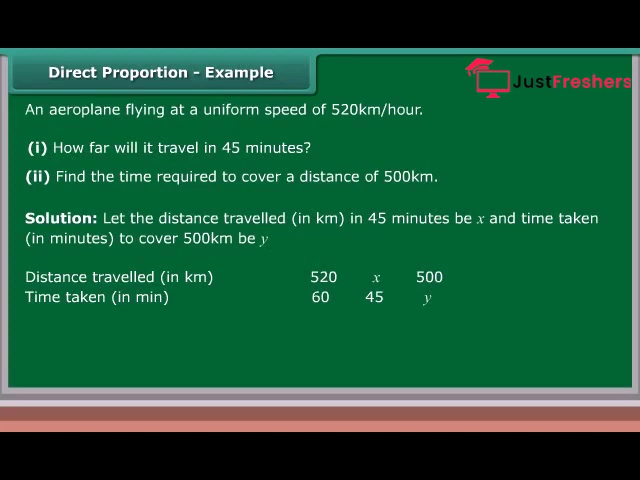 Direct Proportion - Example
JustFreshers
An aeroplane flying at a uniform speed of 520km/hour.
(i) How far will it travel in 45 minutes?
(ii) Find the time required to cover a distance of 500km.
Solution: Let the distance travelled (in km) in 45 minutes be x and time taken
(in minutes) to cover 500km be y
Distance travelled (in km) 520 x 500
Time taken (in min) 60 45 y